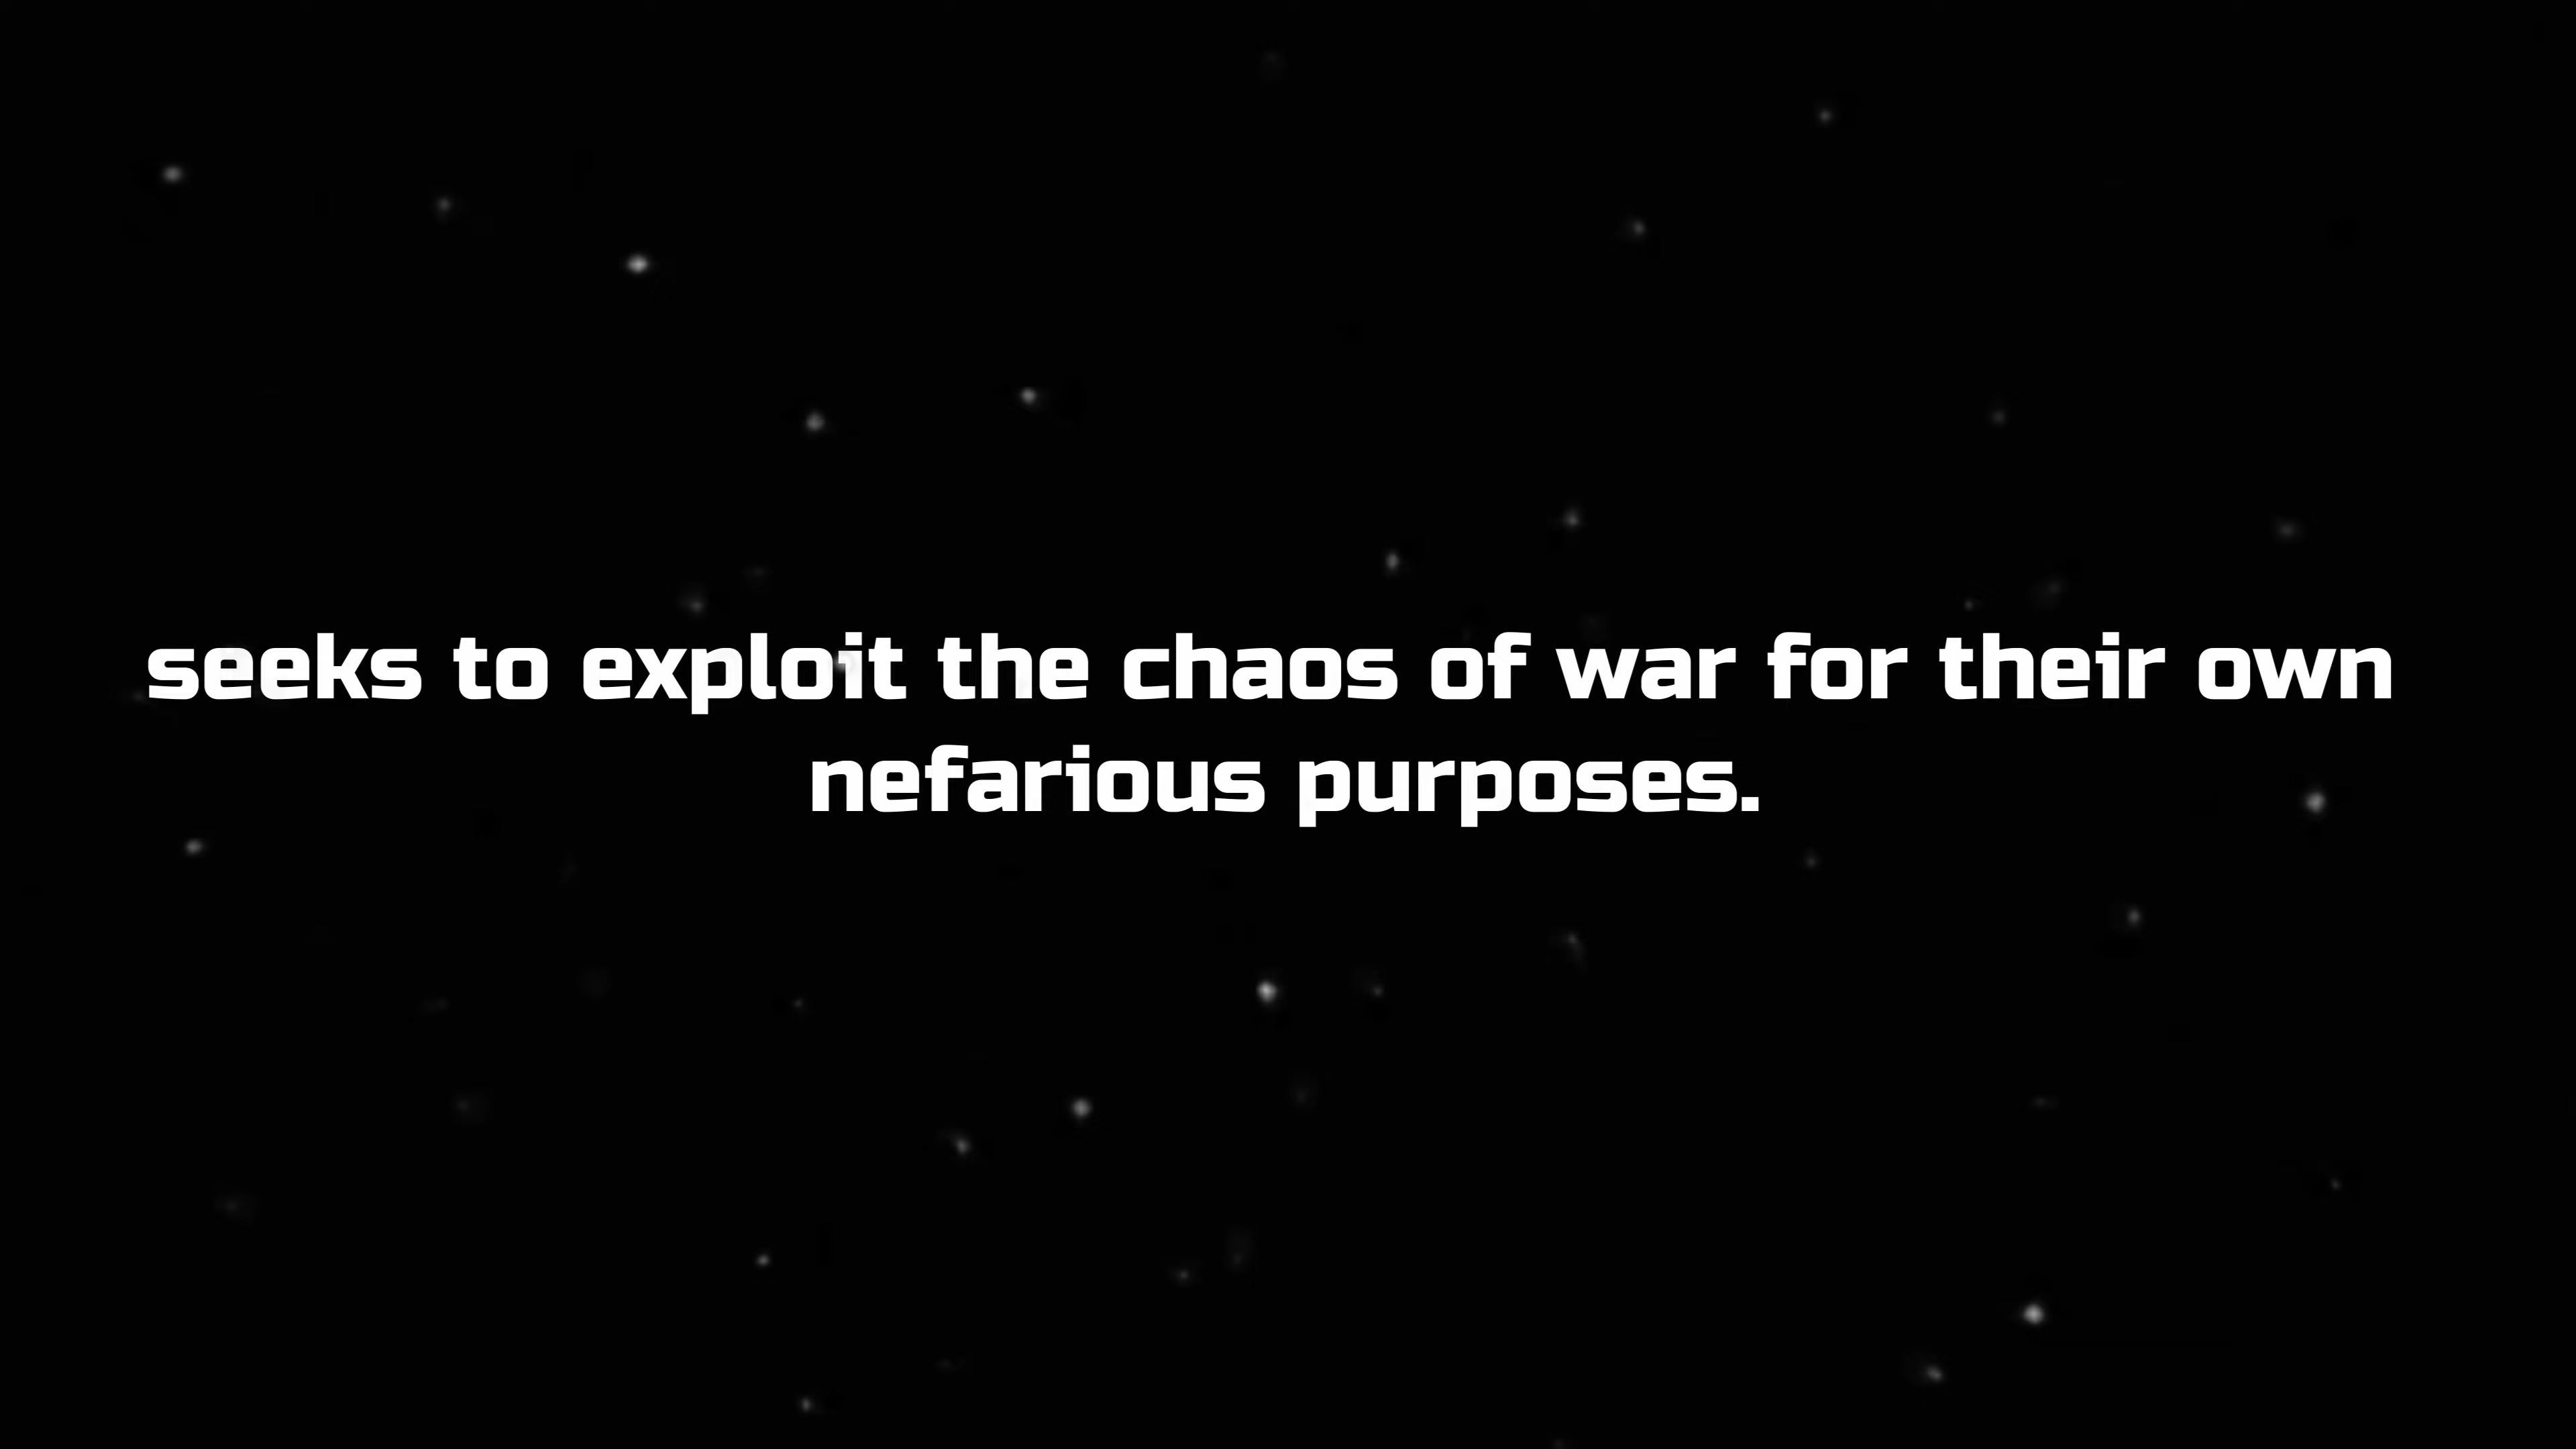 seeks to exploit the chaos of war for their own
nefarious purposes.